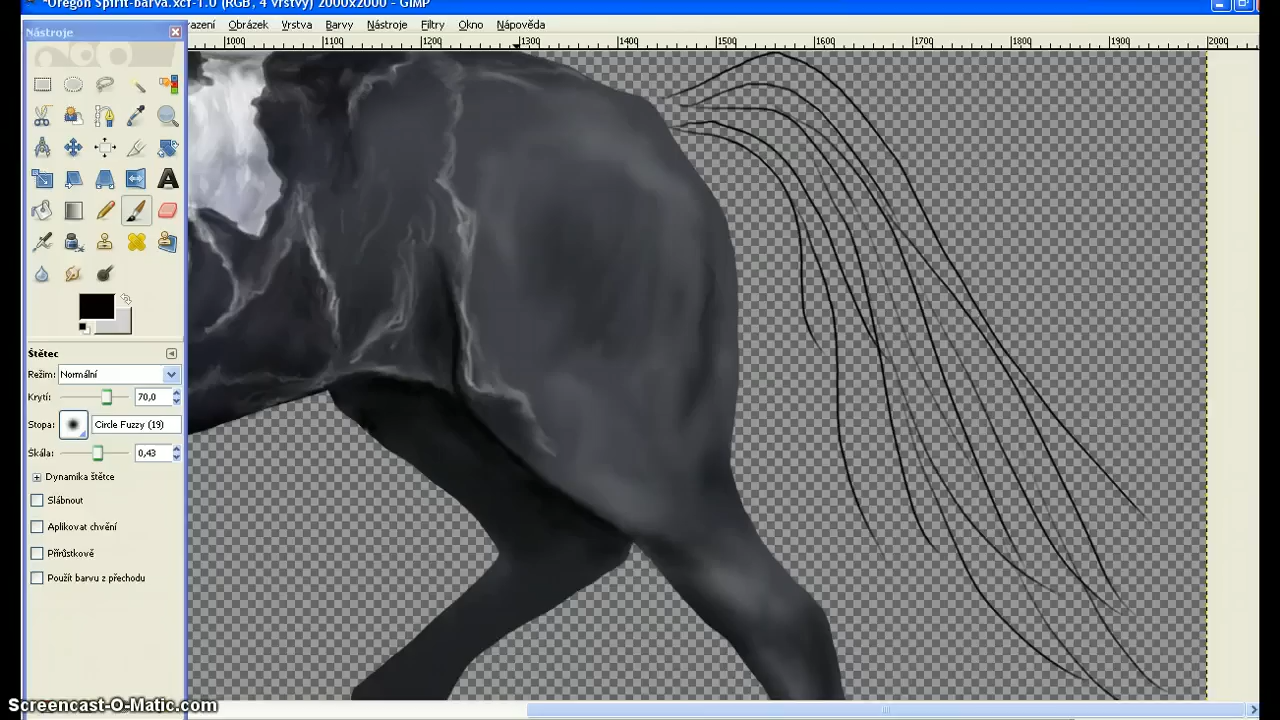 *Oregon Spirit-barva.xcf-1.0 (RGB, 4 vrstvy) 2000x2000 – GIMP
Nástroje
azení Obrázek Vrstva Barvy Nástroje Filtry Okno Nápověda
1000 1100 1200 1300 1400 1500 1600 1700 1800 1900 2000
Štětec
Režim: Normální
Krytí: 70,0
Stopa: Circle Fuzzy (19)
Škála: 0,43
Dynamika štětce
Slábnout
Aplikovat chvění
Přírůstkově
Použít barvu z přechodu
Screencast-O-Matic.com